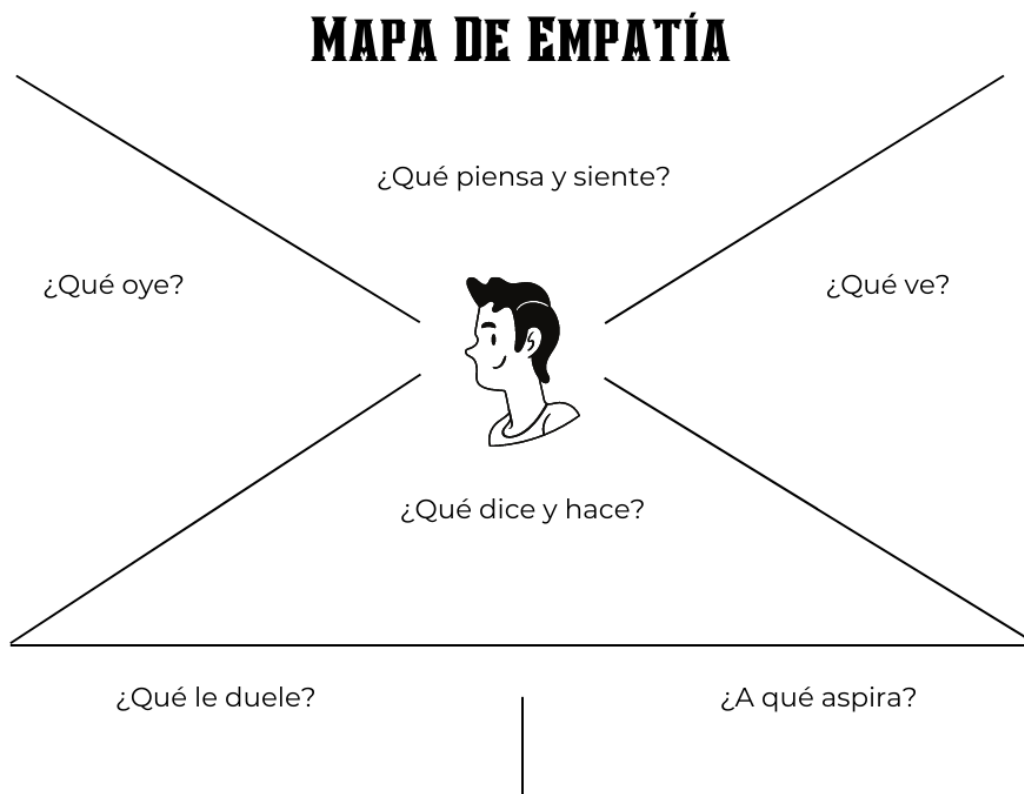 Mapa De Empatía
¿Qué piensa y siente?
¿Qué oye?
¿Qué ve?
¿Qué dice y hace?
¿Qué le duele?
¿A qué aspira?